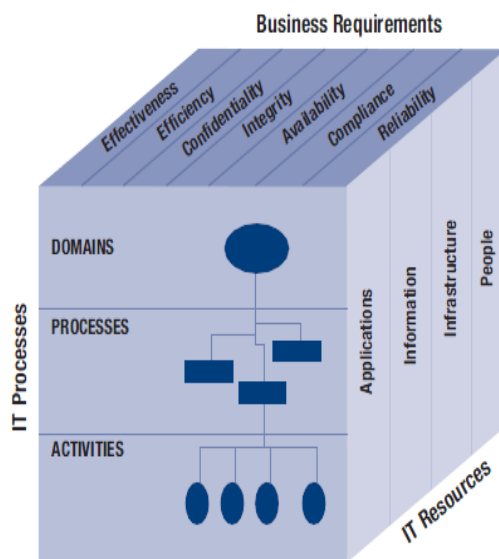 Business Requirements
Effectiveness
Efficiency
Confidentiality
Integrity
Availability
Compliance
Reliability
IT Processes
DOMAINS
PROCESSES
ACTIVITIES
Applications
Information
Infrastructure
People
IT Resources